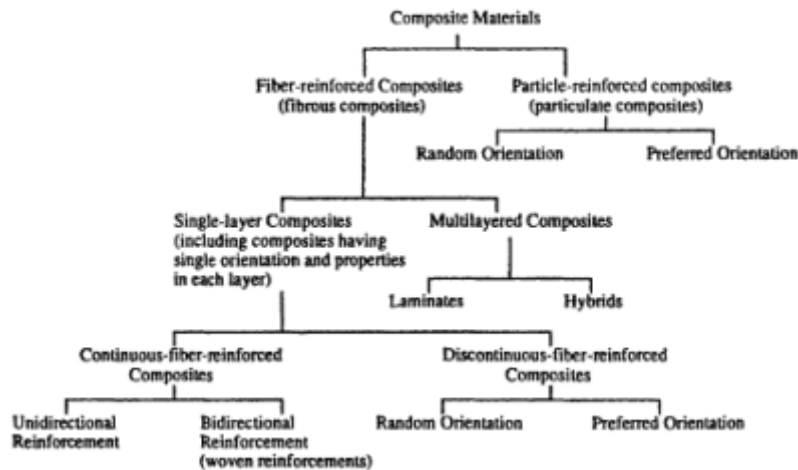 Composite Materials
Fiber-reinforced Composites
(fibrous composites)
Particle-reinforced composites
(particulate composites)
Random Orientation
Preferred Orientation
Single-layer Composites
(including composites having
single orientation and properties
in each layer)
Multilayered Composites
Laminates
Hybrids
Continuous-fiber-reinforced
Composites
Discontinuous-fiber-reinforced
Composites
Unidirectional
Reinforcement
Bidirectional
Reinforcement
(woven reinforcements)
Random Orientation
Preferred Orientation